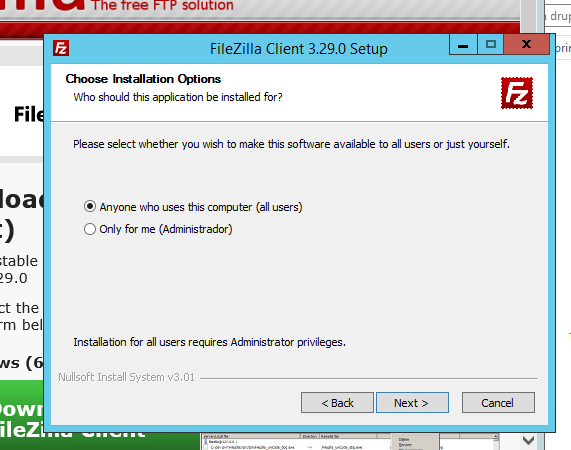 The free FTP solution
FileZilla Client 3.29.0 Setup
Choose Installation Options
Who should this application be installed for?
Fz
Please select whether you wish to make this software available to all users or just yourself.
Anyone who uses this computer (all users)
Only for me (Administrador)
Installation for all users requires Administrator privileges.
Nullsoft Install System v3.01
< Back
Next >
Cancel
File
t)
stable
29.0
ct the
rm bel
ws (6
Down
FileZilla Client